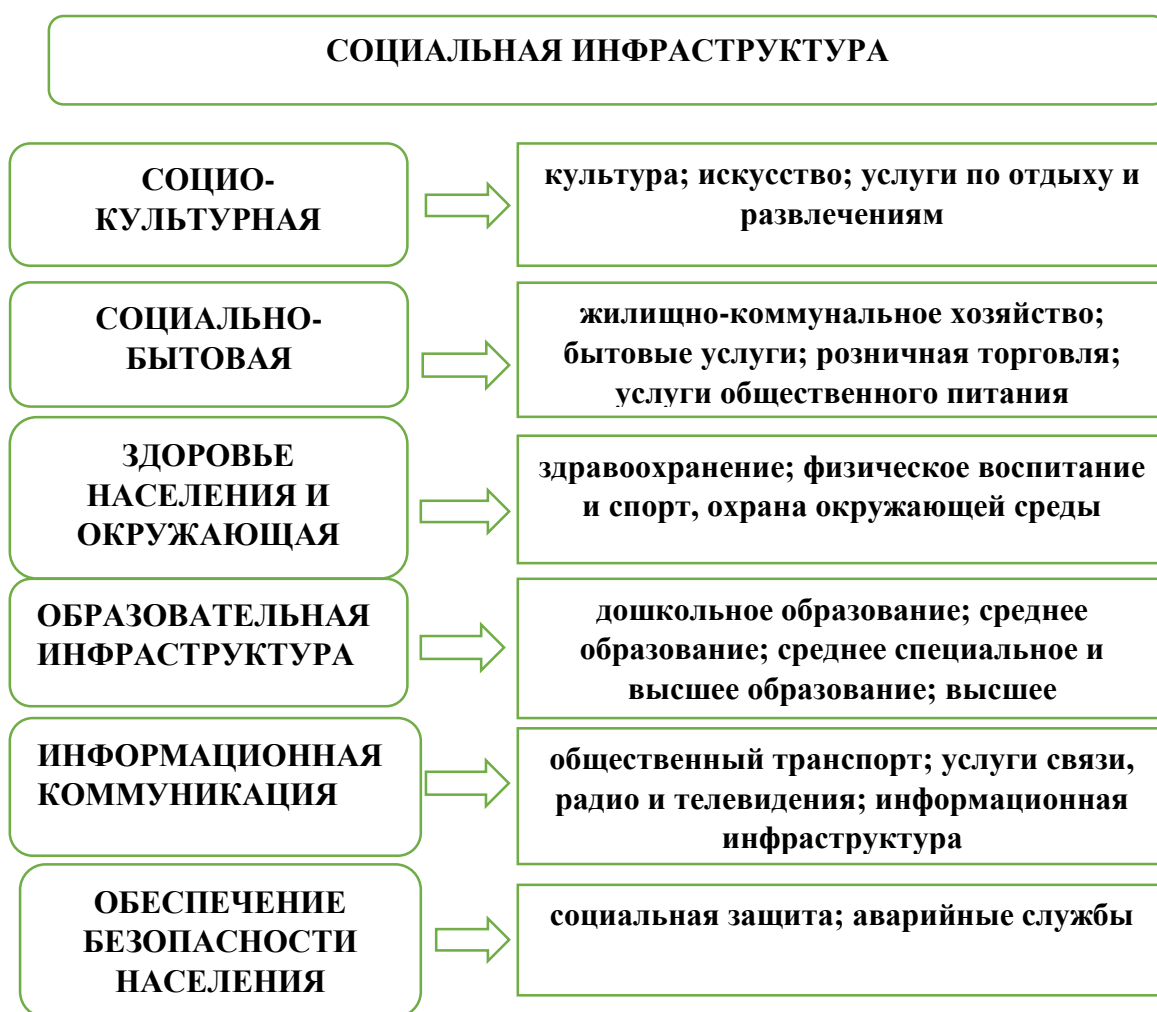 СОЦИАЛЬНАЯ ИНФРАСТРУКТУРА
СОЦИО-
КУЛЬТУРНАЯ
культура; искусство; услуги по отдыху и
развлечениям
СОЦИАЛЬНО-
БЫТОВАЯ
жилищно-коммунальное хозяйство;
бытовые услуги; розничная торговля;
услуги общественного питания
ЗДОРОВЬЕ
НАСЕЛЕНИЯ И
ОКРУЖАЮЩАЯ
здравоохранение; физическое воспитание
и спорт, охрана окружающей среды
ОБРАЗОВАТЕЛЬНАЯ
ИНФРАСТРУКТУРА
дошкольное образование; среднее
образование; среднее специальное и
высшее образование; высшее
ИНФОРМАЦИОННАЯ
КОММУНИКАЦИЯ
общественный транспорт; услуги связи,
радио и телевидения; информационная
инфраструктура
ОБЕСПЕЧЕНИЕ
БЕЗОПАСНОСТИ
НАСЕЛЕНИЯ
социальная защита; аварийные службы